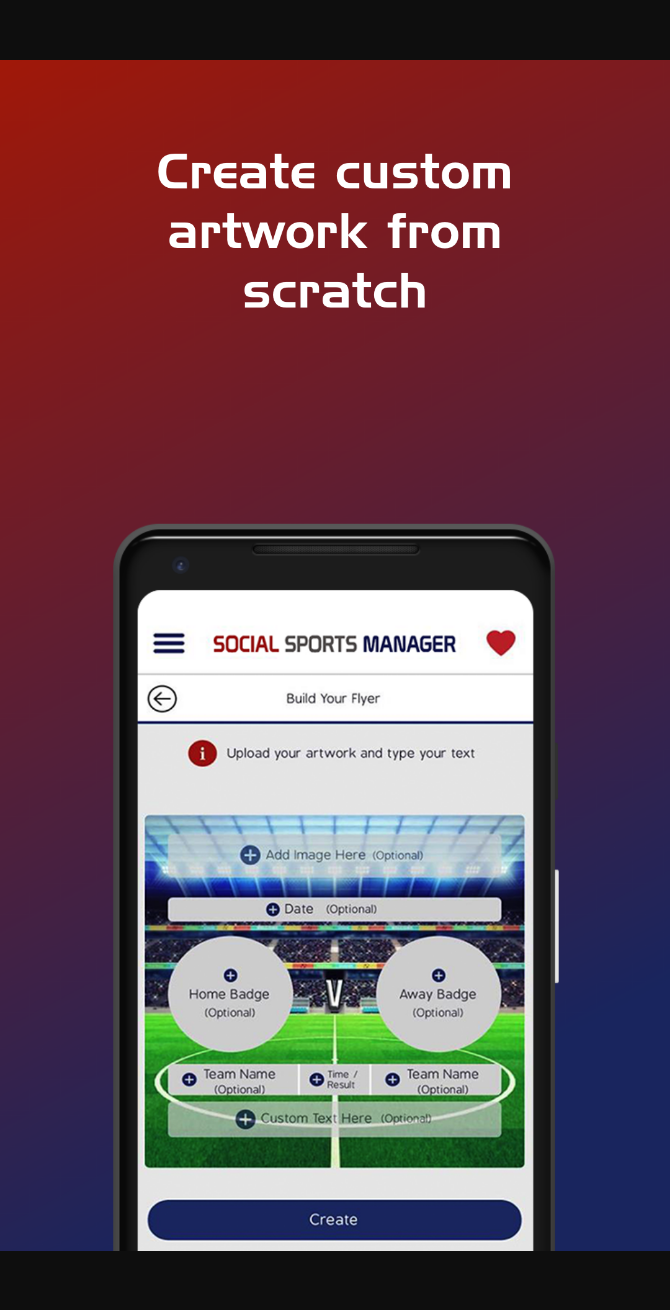 Create custom
artwork from
scratch
SOCIAL SPORTS MANAGER
Build Your Flyer
i Upload your artwork and type your text
Add Image Here (Optional)
Date (Optional)
Home Badge
(Optional)
V
Away Badge
(Optional)
Team Name
(Optional)
Time /
Result
Team Name
(Optional)
Custom Text Here (Optional)
Create